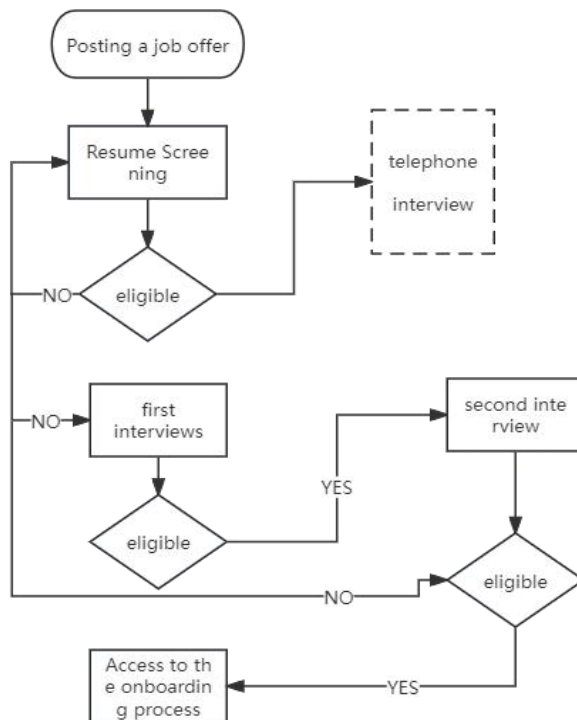 Posting a job offer
Resume Scree
ning
telephone
interview
eligible
NO
first
interviews
NO
second inte
rview
YES
eligible
eligible
NO
Access to th
e onboardin
g process
YES